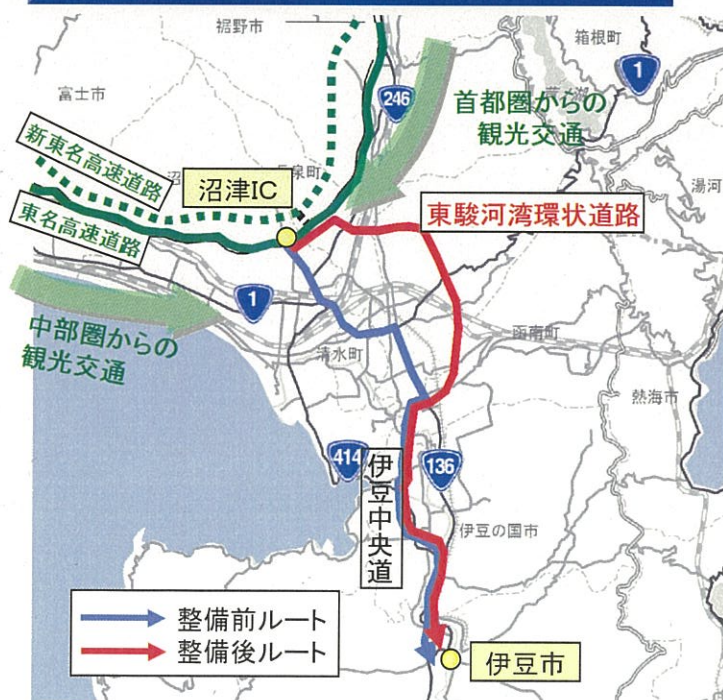 裾野市
箱根町
1
富士市
246
首都圏からの
観光交通
新東名高速道路
沼津IC
湯河
東名高速道路
東駿河湾環状道路
1
中部圏からの
観光交通
函南町
清水町
熱海市
414
伊豆中央道
136
伊豆の国市
整備前ルート
整備後ルート
伊豆市